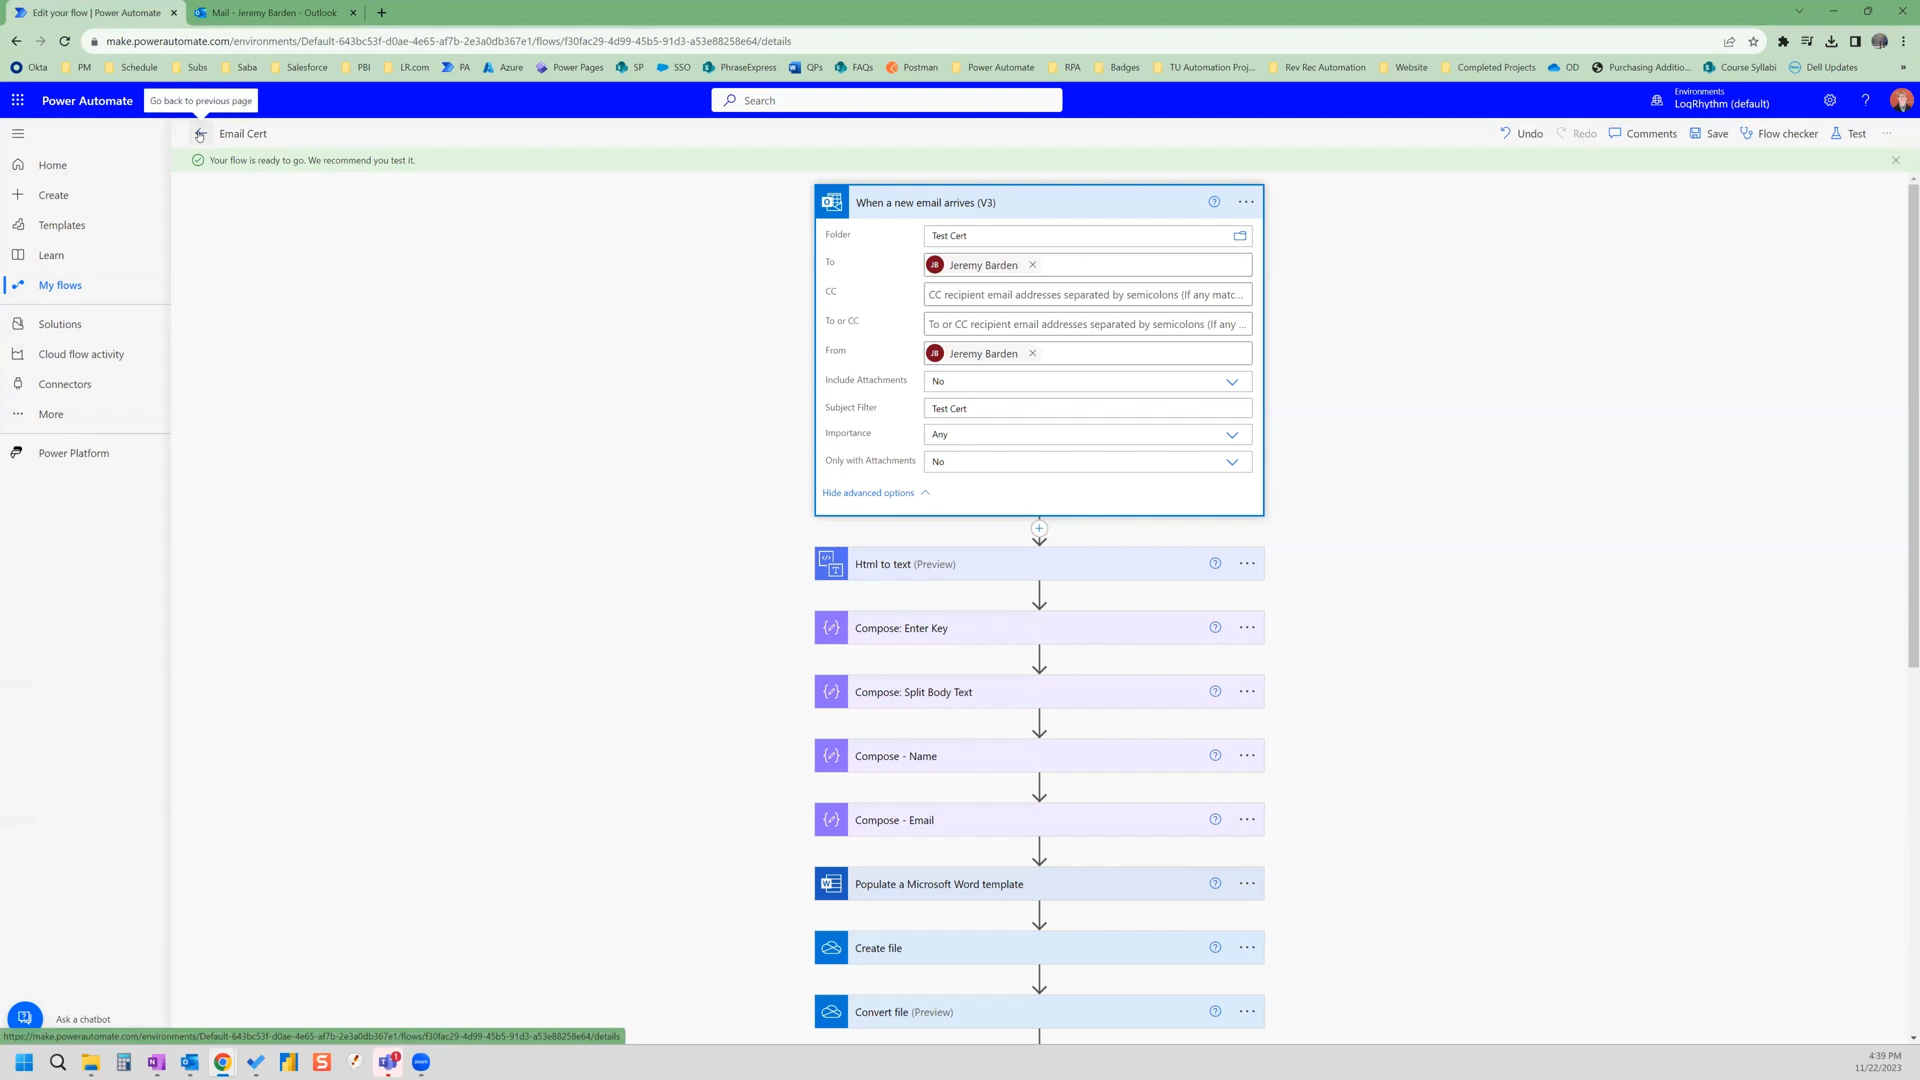 Edit your flow | Power Automate
Mail - Jeremy Barden - Outlook
make.powerautomate.com/environments/Default-643bc53f-d0ae-4e65-af7b-2e3a0db367e1/flows/f30fac29-4d99-45b5-91d3-a53e88258e64/details
Okta PM Schedule Subs Saba Salesforce PBI LR.com PA Azure Power Pages SP SSO PhraseExpress QPs FAQs Postman Power Automate RPA Badges TU Automation Proj... Rev Rec Automation Website Completed Projects OD Purchasing Additio... Course Syllabi Dell Updates »
Power Automate
Go back to previous page
Search
Environments
LoqRhythm (default)
Email Cert
Undo Redo Comments Save Flow checker Test ...
Your flow is ready to go. We recommend you test it.
Home
Create
Templates
Learn
My flows
Solutions
Cloud flow activity
Connectors
More
Power Platform
Ask a chatbot
When a new email arrives (V3)
Folder Test Cert
To JB Jeremy Barden
CC CC recipient email addresses separated by semicolons (If any matc...
To or CC To or CC recipient email addresses separated by semicolons (If any ...
From JB Jeremy Barden
Include Attachments No
Subject Filter Test Cert
Importance Any
Only with Attachments No
Hide advanced options
Html to text (Preview)
Compose: Enter Key
Compose: Split Body Text
Compose - Name
Compose - Email
Populate a Microsoft Word template
Create file
Convert file (Preview)
https://make.powerautomate.com/environments/Default-643bc53f-d0ae-4e65-af7b-2e3a0db367e1/flows/f30fac29-4d99-45b5-91d3-a53e88258e64/details
4:39 PM
11/22/2023